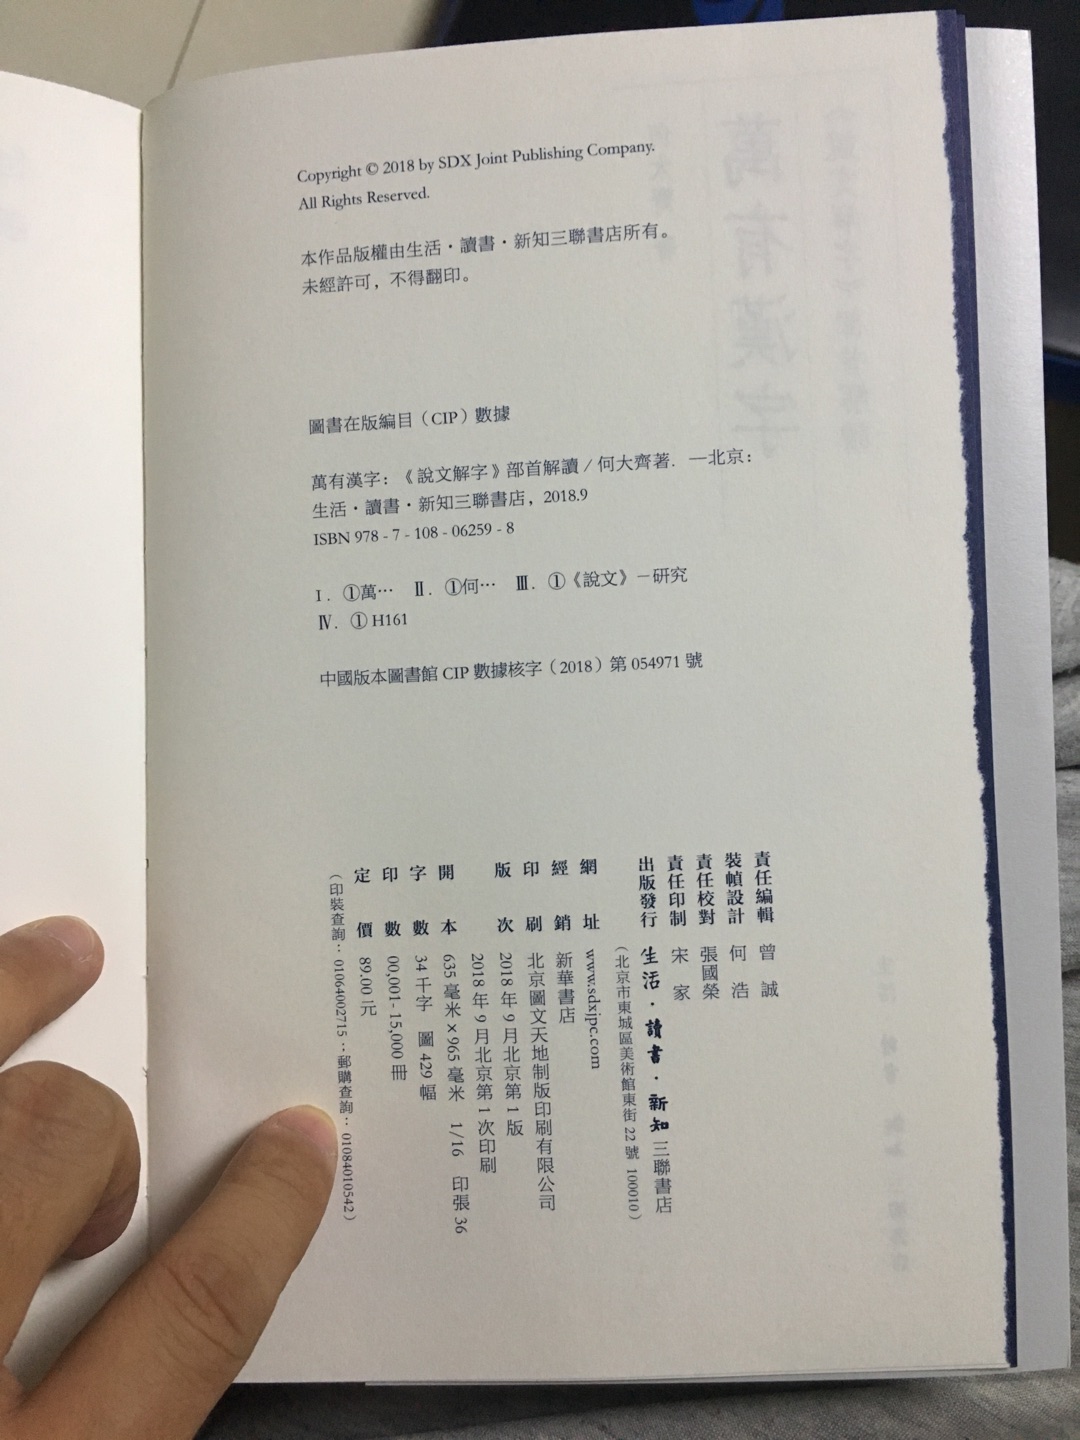 Copyright © 2018 by SDX Joint Publishing Company.
All Rights Reserved.
本作品版權由生活・讀書・新知三聯書店所有。
未經許可，不得翻印。
圖書在版編目（CIP）數據
萬有漢字：《說文解字》部首解讀 / 何大齊著. —北京：
生活・讀書・新知三聯書店，2018.9
ISBN 978 - 7 - 108 - 06259 - 8
Ⅰ. ①萬… Ⅱ. ①何… Ⅲ. ①《說文》－研究
Ⅳ. ① H161
中國版本圖書館 CIP 數據核字（2018）第 054971 號
責任編輯 曾 誠
裝幀設計 何 浩
責任校對 張國榮
責任印制 宋 家
出版發行 生活・讀書・新知 三聯書店
（北京市東城區美術館東街 22 號 100010）
網 址 www.sdxjpc.com
經 銷 新華書店
印 刷 北京圖文天地制版印刷有限公司
版 次 2018 年 9 月北京第 1 版
2018 年 9 月北京第 1 次印刷
開 本 635 毫米×965 毫米 1/16 印張 36
字 數 34 千字 圖 429 幅
印 數 00,001- 15,000 冊
定 價 89.00 元
（印裝查詢：01064002715；郵購查詢：01084010542）